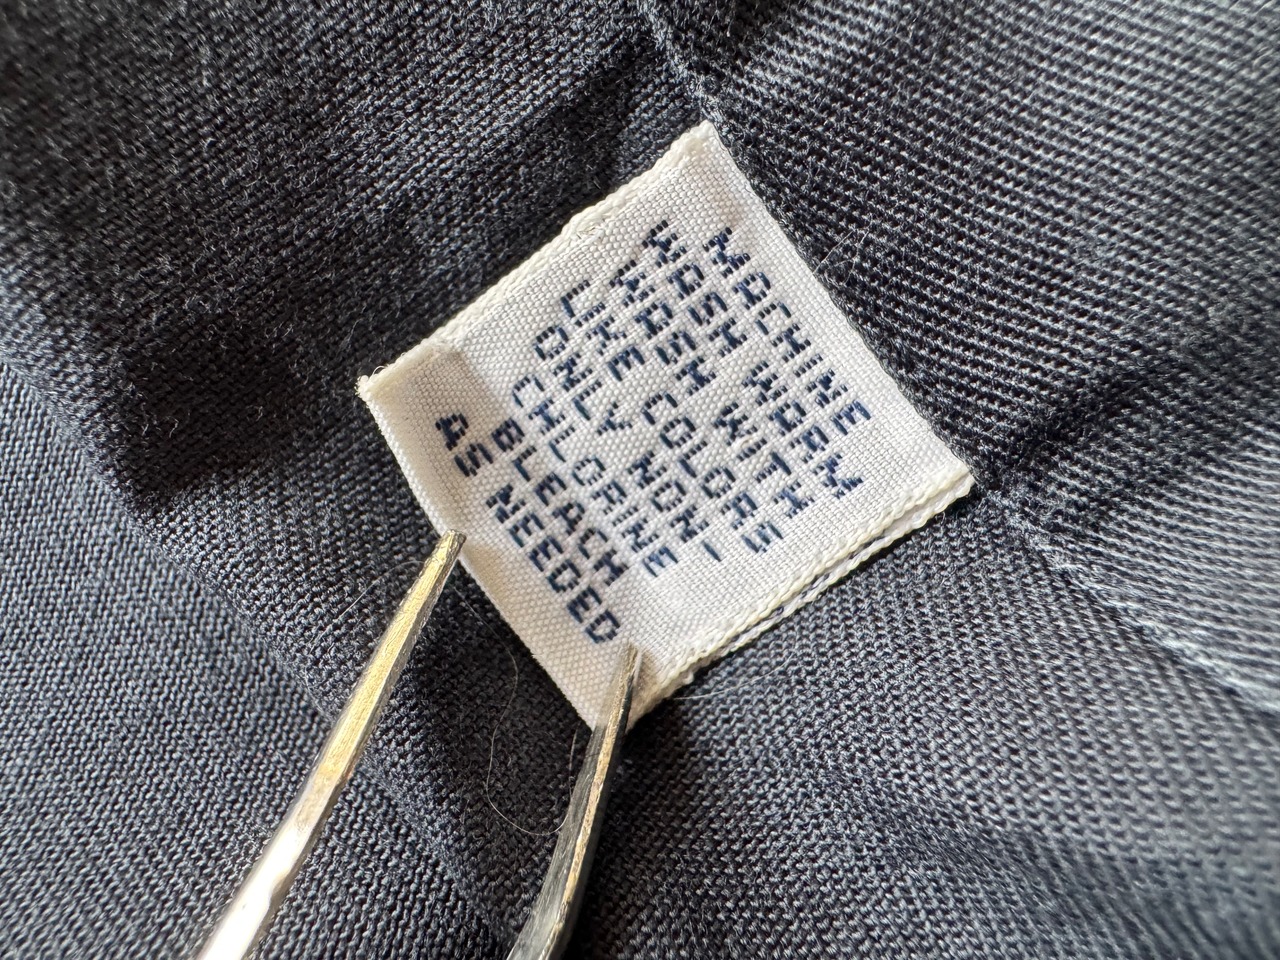 MACHINE
WASH WARM
WASH WITH
LIKE COLORS
ONLY NON-
CHLORINE
BLEACH
AS NEEDED